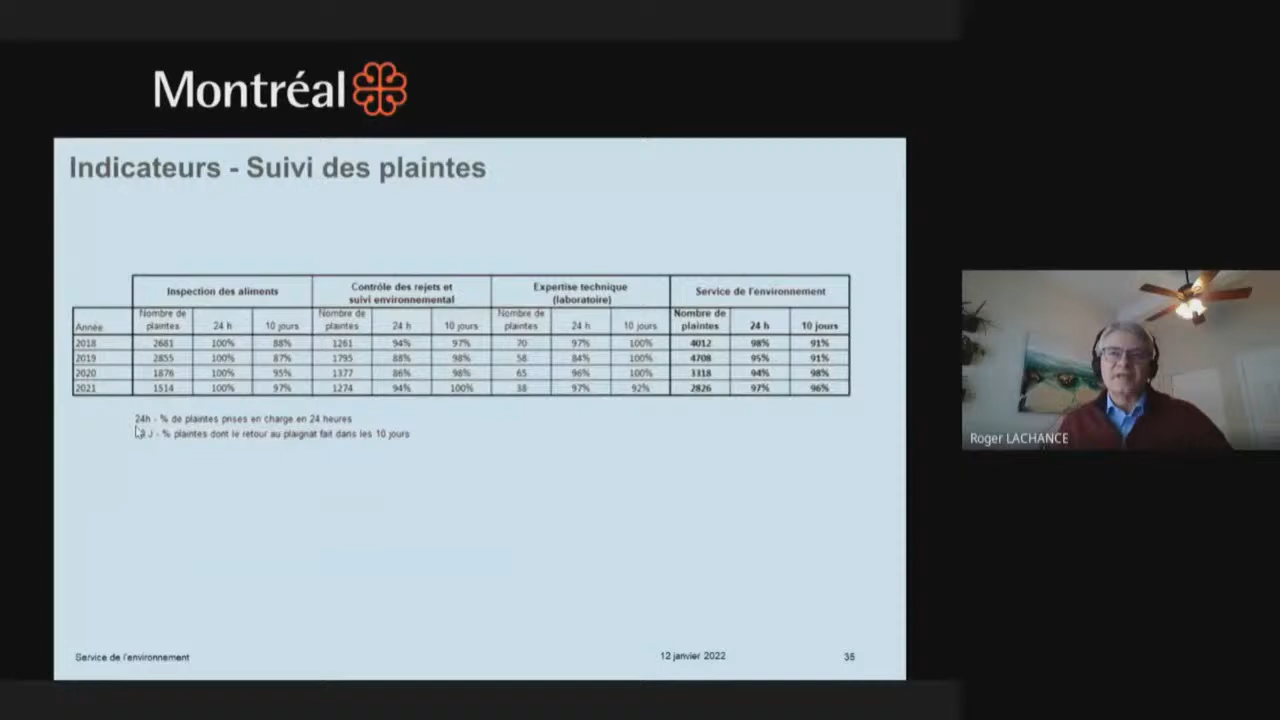 Montréal
Indicateurs - Suivi des plaintes
Inspection des aliments Contrôle des rejets et suivi environnemental Expertise technique (laboratoire) Service de l'environnement
Année Nombre de plaintes 24 h 10 jours Nombre de plaintes 24 h 10 jours Nombre de plaintes 24 h 10 jours Nombre de plaintes 24 h 10 jours
2018 2681 100% 88% 1261 94% 97% 70 97% 100% 4012 98% 91%
2019 2855 100% 87% 1795 88% 98% 58 84% 100% 4708 95% 91%
2020 1876 100% 95% 1377 86% 98% 65 96% 100% 3318 94% 98%
2021 1514 100% 97% 1274 94% 100% 38 97% 92% 2826 97% 96%
24h - % de plaintes prises en charge en 24 heures
J - % plaintes dont le retour au plaignat fait dans les 10 jours
Roger LACHANCE
Service de l'environnement 12 janvier 2022 35